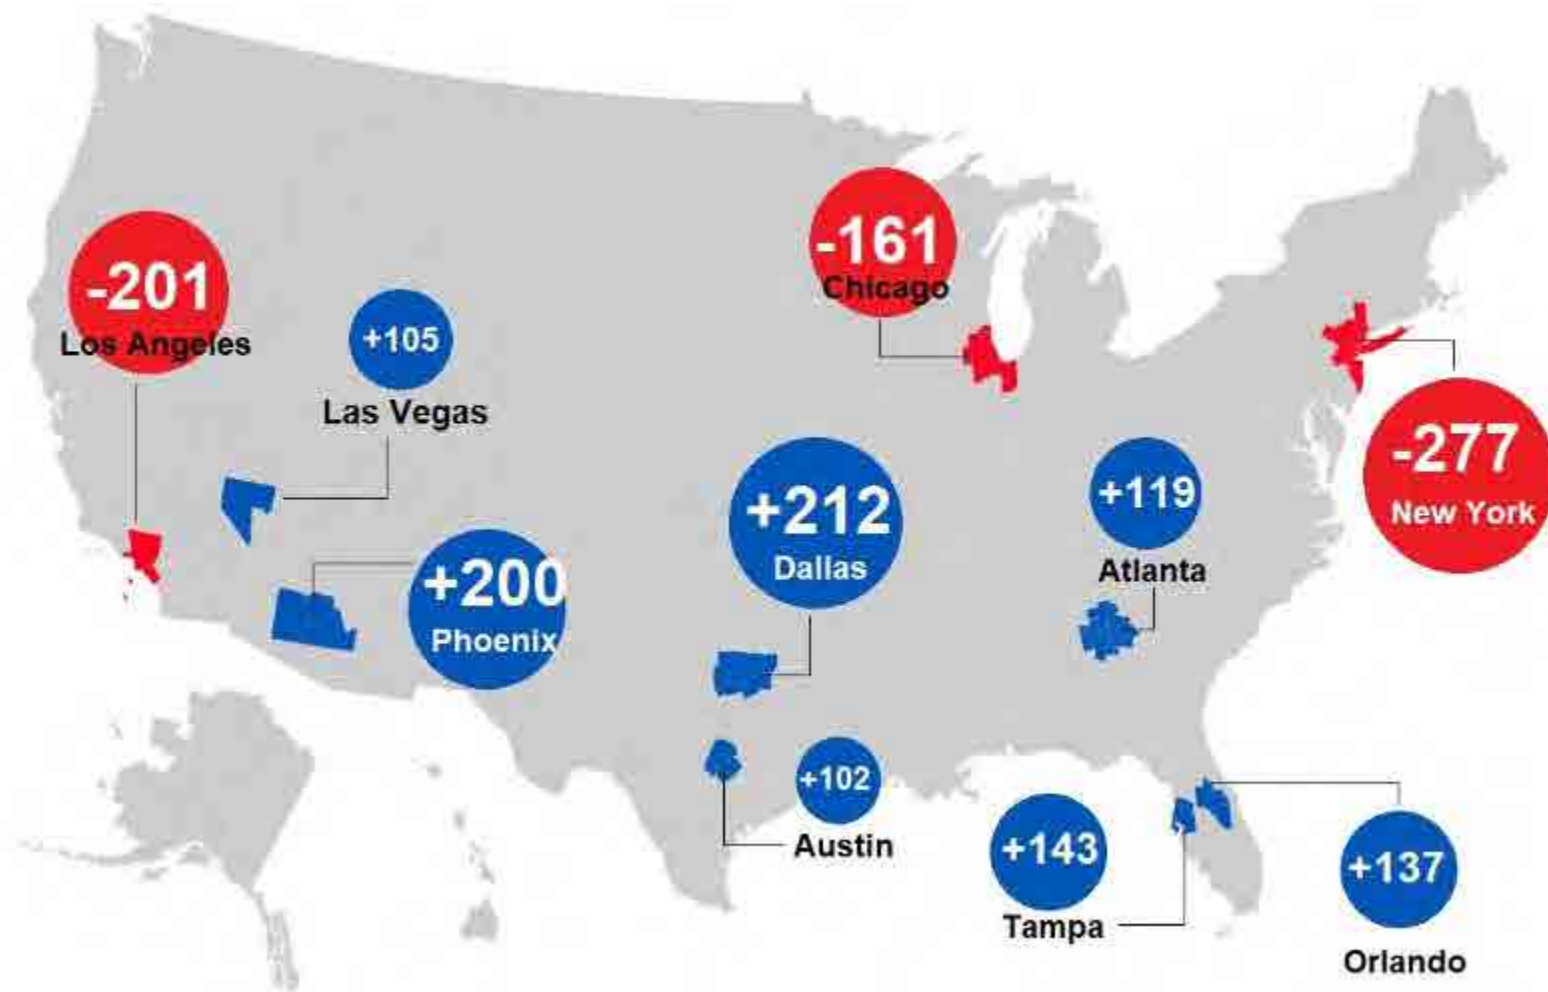 -161
Chicago
-201
Los Angeles
+105
Las Vegas
-277
New York
+212
Dallas
+119
Atlanta
+200
Phoenix
+102
Austin
+143
Tampa
+137
Orlando